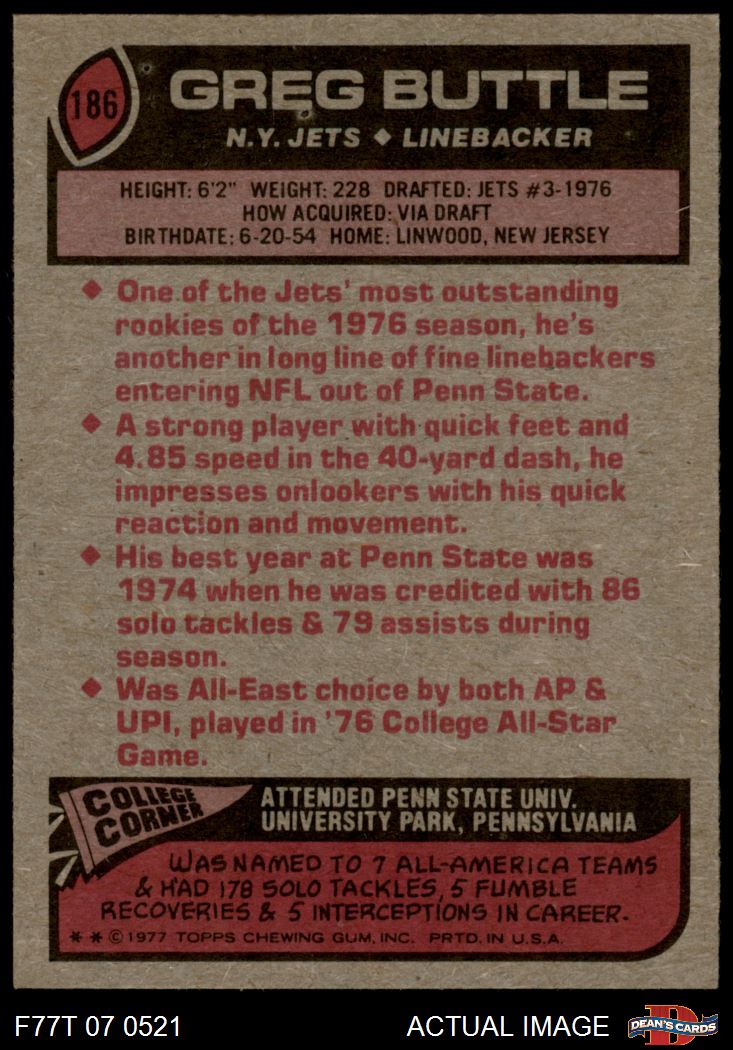 186
GREG BUTTLE
N.Y. JETS ◆ LINEBACKER
HEIGHT: 6'2" WEIGHT: 228 DRAFTED: JETS #3-1976
HOW ACQUIRED: VIA DRAFT
BIRTHDATE: 6-20-54 HOME: LINWOOD, NEW JERSEY
◆ One of the Jets' most outstanding
rookies of the 1976 season, he's
another in long line of fine linebackers
entering NFL out of Penn State.
◆ A strong player with quick feet and
4.85 speed in the 40-yard dash, he
impresses onlookers with his quick
reaction and movement.
◆ His best year at Penn State was
1974 when he was credited with 86
solo tackles & 79 assists during
season.
◆ Was All-East choice by both AP &
UPI, played in '76 College All-Star
Game.
COLLEGE
CORNER
ATTENDED PENN STATE UNIV.
UNIVERSITY PARK, PENNSYLVANIA
WAS NAMED TO 7 ALL-AMERICA TEAMS
& HAD 178 SOLO TACKLES, 5 FUMBLE
RECOVERIES & 5 INTERCEPTIONS IN CAREER.
* * © 1977 TOPPS CHEWING GUM, INC. PRTD. IN U.S.A.
F77T 07 0521 ACTUAL IMAGE D DEAN'S CARDS